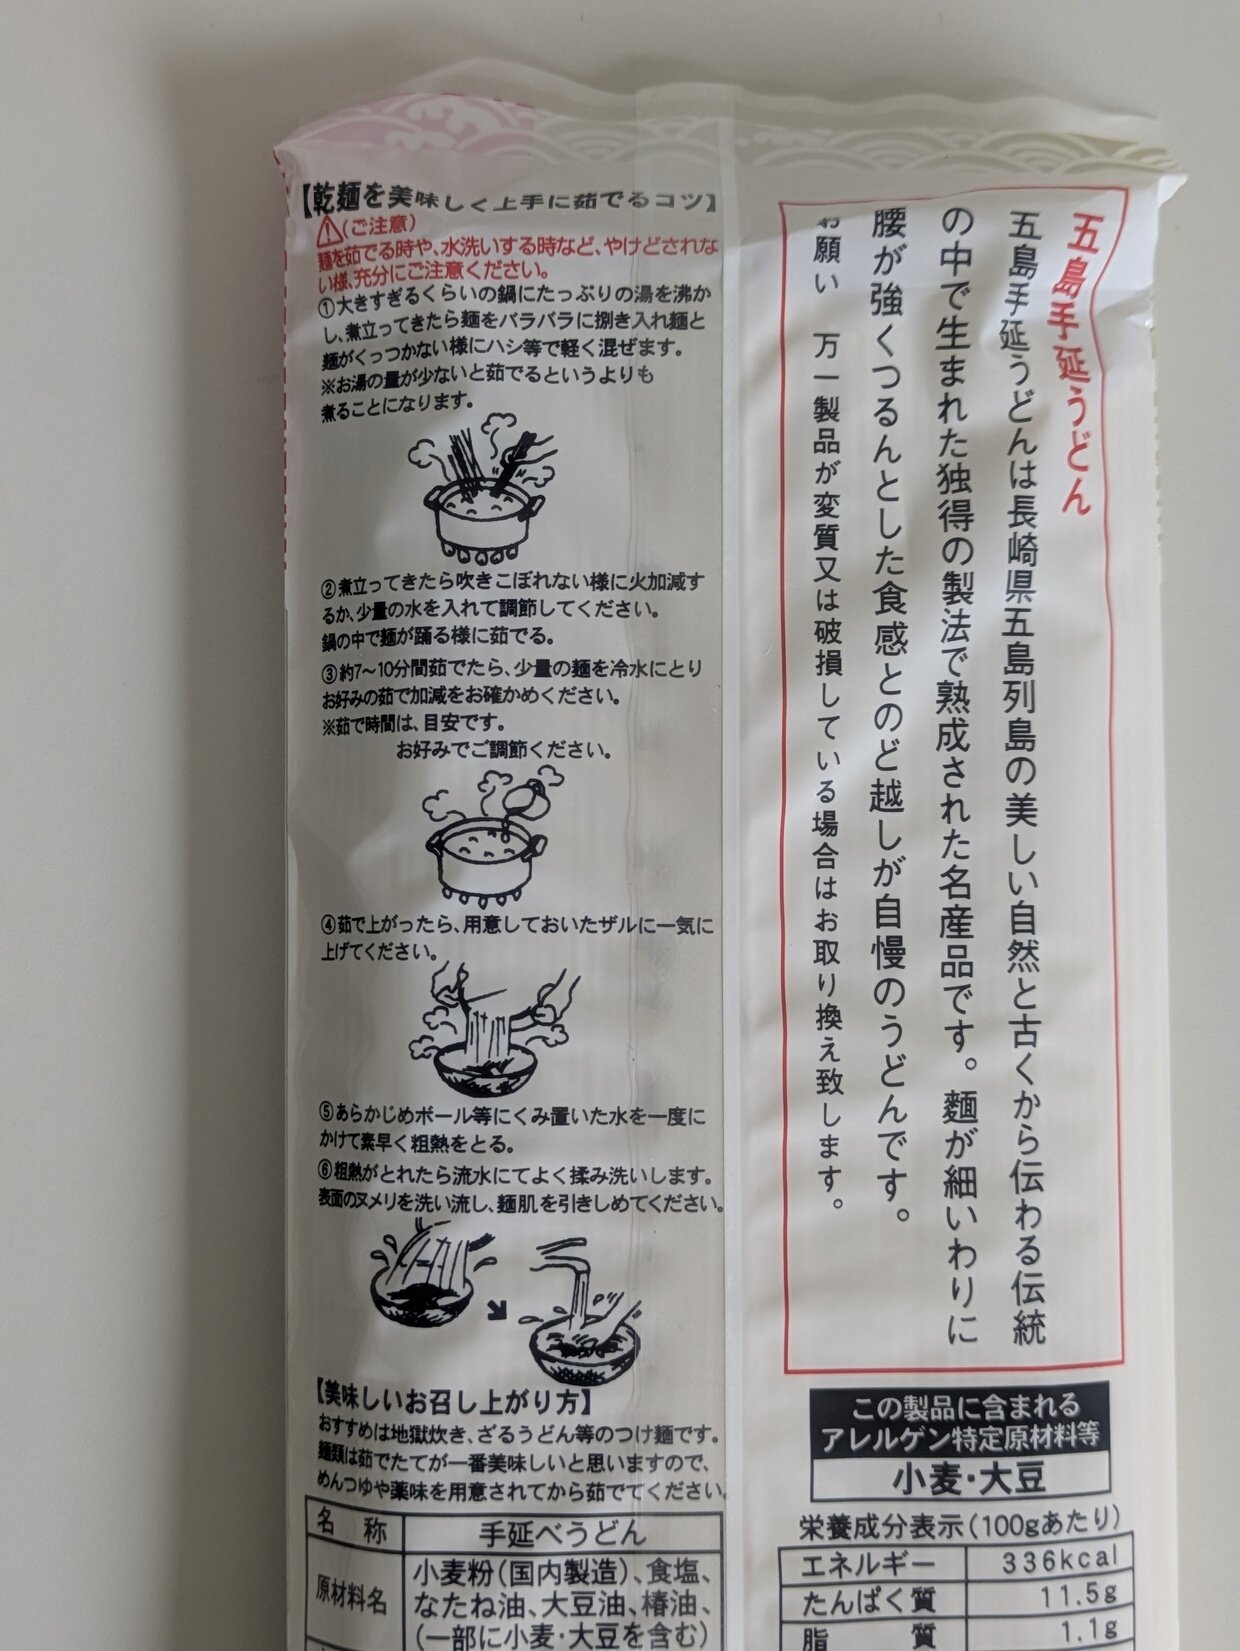 【乾麺を美味しく上手に茹でるコツ】
(ご注意)
麺を茹でる時や、水洗いする時など、やけどされな
い様、充分にご注意ください。
①大きすぎるくらいの鍋にたっぷりの湯を沸か
し、煮立ってきたら麺をバラバラに捌き入れ麺と
麺がくっつかない様にハシ等で軽く混ぜます。
※お湯の量が少ないと茹でるというよりも
煮ることになります。
②煮立ってきたら吹きこぼれない様に火加減す
るか、少量の水を入れて調節してください。
鍋の中で麺が踊る様に茹でる。
③約7〜10分間茹でたら、少量の麺を冷水にとり
お好みの茹で加減をお確かめください。
※茹で時間は、目安です。
お好みでご調節ください。
④茹で上がったら、用意しておいたザルに一気に
上げてください。
⑤あらかじめボール等にくみ置いた水を一度に
かけて素早く粗熱をとる。
⑥粗熱がとれたら流水にてよく揉み洗いします。
表面のヌメリを洗い流し、麺肌を引きしめてください。
【美味しいお召し上がり方】
おすすめは地獄炊き、ざるうどん等のつけ麺です。
麺類は茹でたてが一番美味しいと思いますので、
めんつゆや薬味を用意されてから茹でてください。
名 称 手延べうどん
原材料名 小麦粉(国内製造)、食塩、
なたね油、大豆油、椿油、
(一部に小麦・大豆を含む)
五島手延うどん
五島手延うどんは長崎県五島列島の美しい自然と古くから伝わる伝統
の中で生まれた独得の製法で熟成された名産品です。麺が細いわりに
腰が強くつるんとした食感とのど越しが自慢のうどんです。
お願い 万一製品が変質又は破損している場合はお取り換え致します。
この製品に含まれる
アレルゲン特定原材料等
小麦・大豆
栄養成分表示(100gあたり)
エネルギー 336kcal
たんぱく質 11.5g
脂 質 1.1g